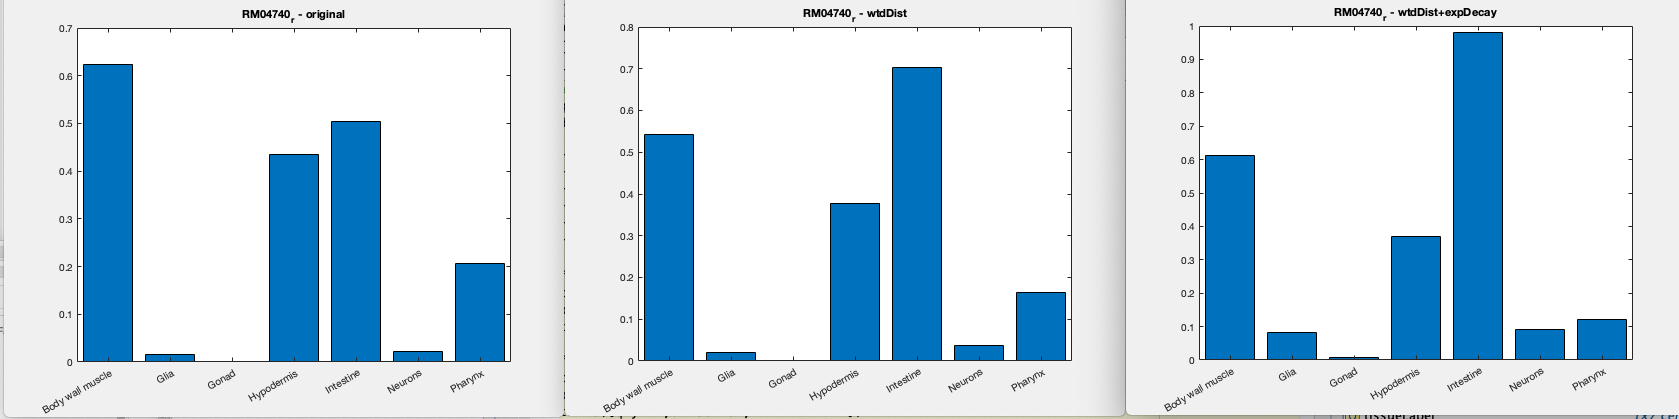 RM04740r - original
0.7
0.6
0.5
0.4
0.3
0.2
0.1
0
Body wall muscle
Glia
Gonad
Hypodermis
Intestine
Neurons
Pharynx
RM04740r - wtdDist
0.8
0.7
0.6
0.5
0.4
0.3
0.2
0.1
0
Body wall muscle
Glia
Gonad
Hypodermis
Intestine
Neurons
Pharynx
RM04740r - wtdDist+expDecay
1
0.9
0.8
0.7
0.6
0.5
0.4
0.3
0.2
0.1
0
Body wall muscle
Glia
Gonad
Hypodermis
Intestine
Neurons
Pharynx